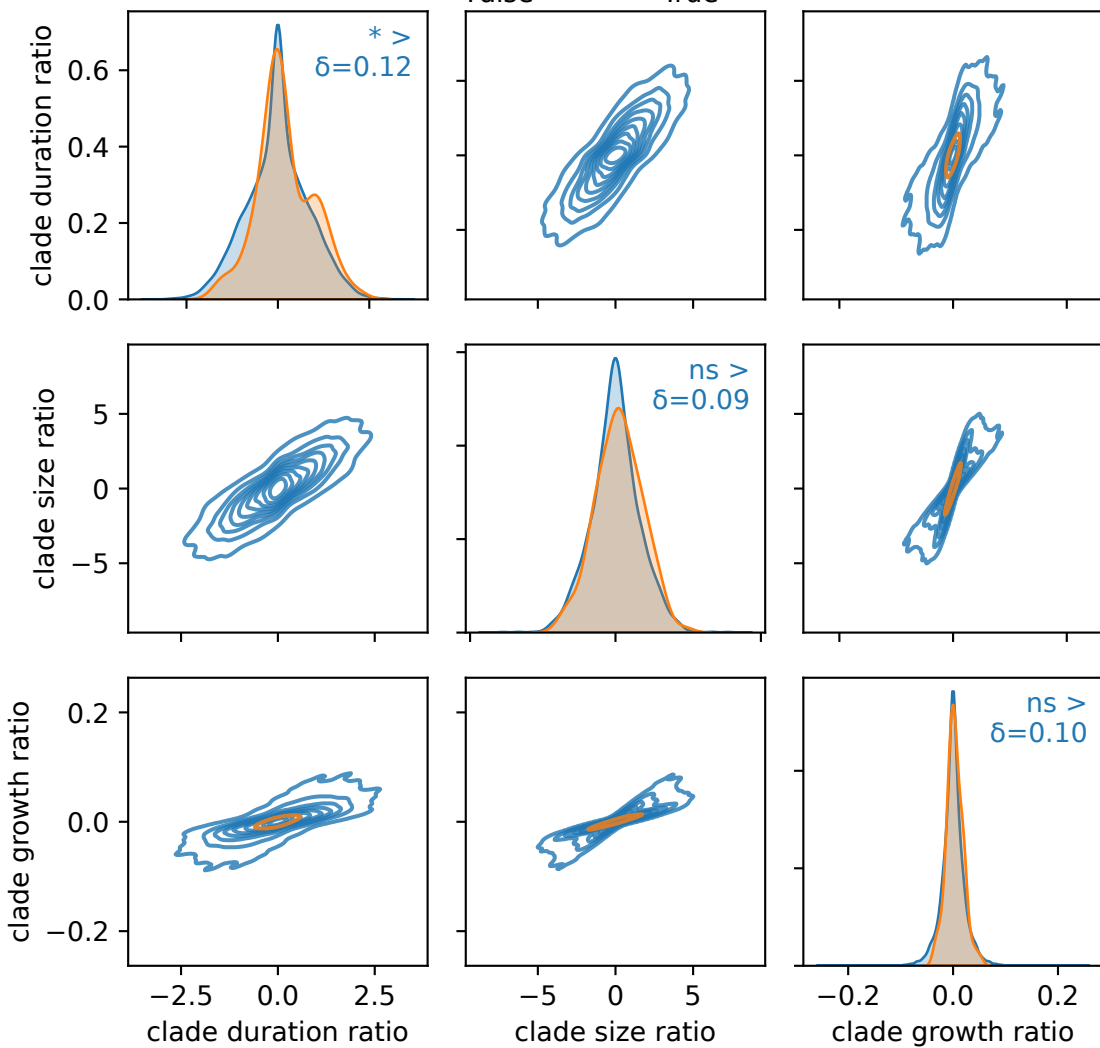 clade duration ratio
0.6
0.4
0.2
0.0
* >
δ=0.12
clade size ratio
5
0
−5
ns >
δ=0.09
clade growth ratio
0.2
0.0
−0.2
ns >
δ=0.10
−2.5 0.0 2.5
clade duration ratio
−5 0 5
clade size ratio
−0.2 0.0 0.2
clade growth ratio